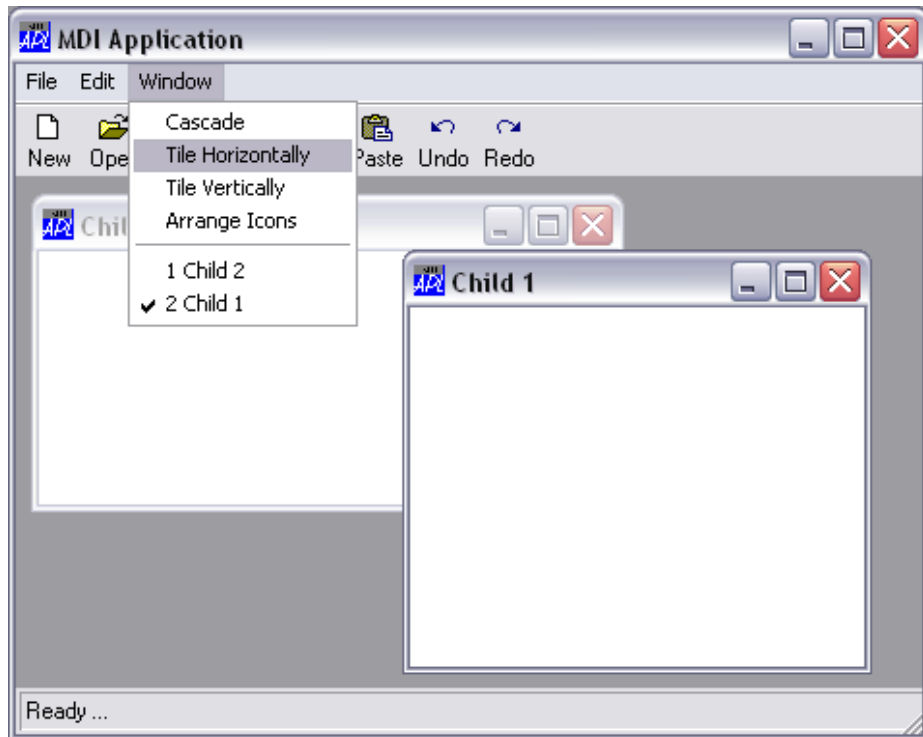 MDI Application
File Edit Window
Cascade
Tile Horizontally
Tile Vertically
Arrange Icons
1 Child 2
2 Child 1
New Paste Undo Redo
Child 1
Ready ...